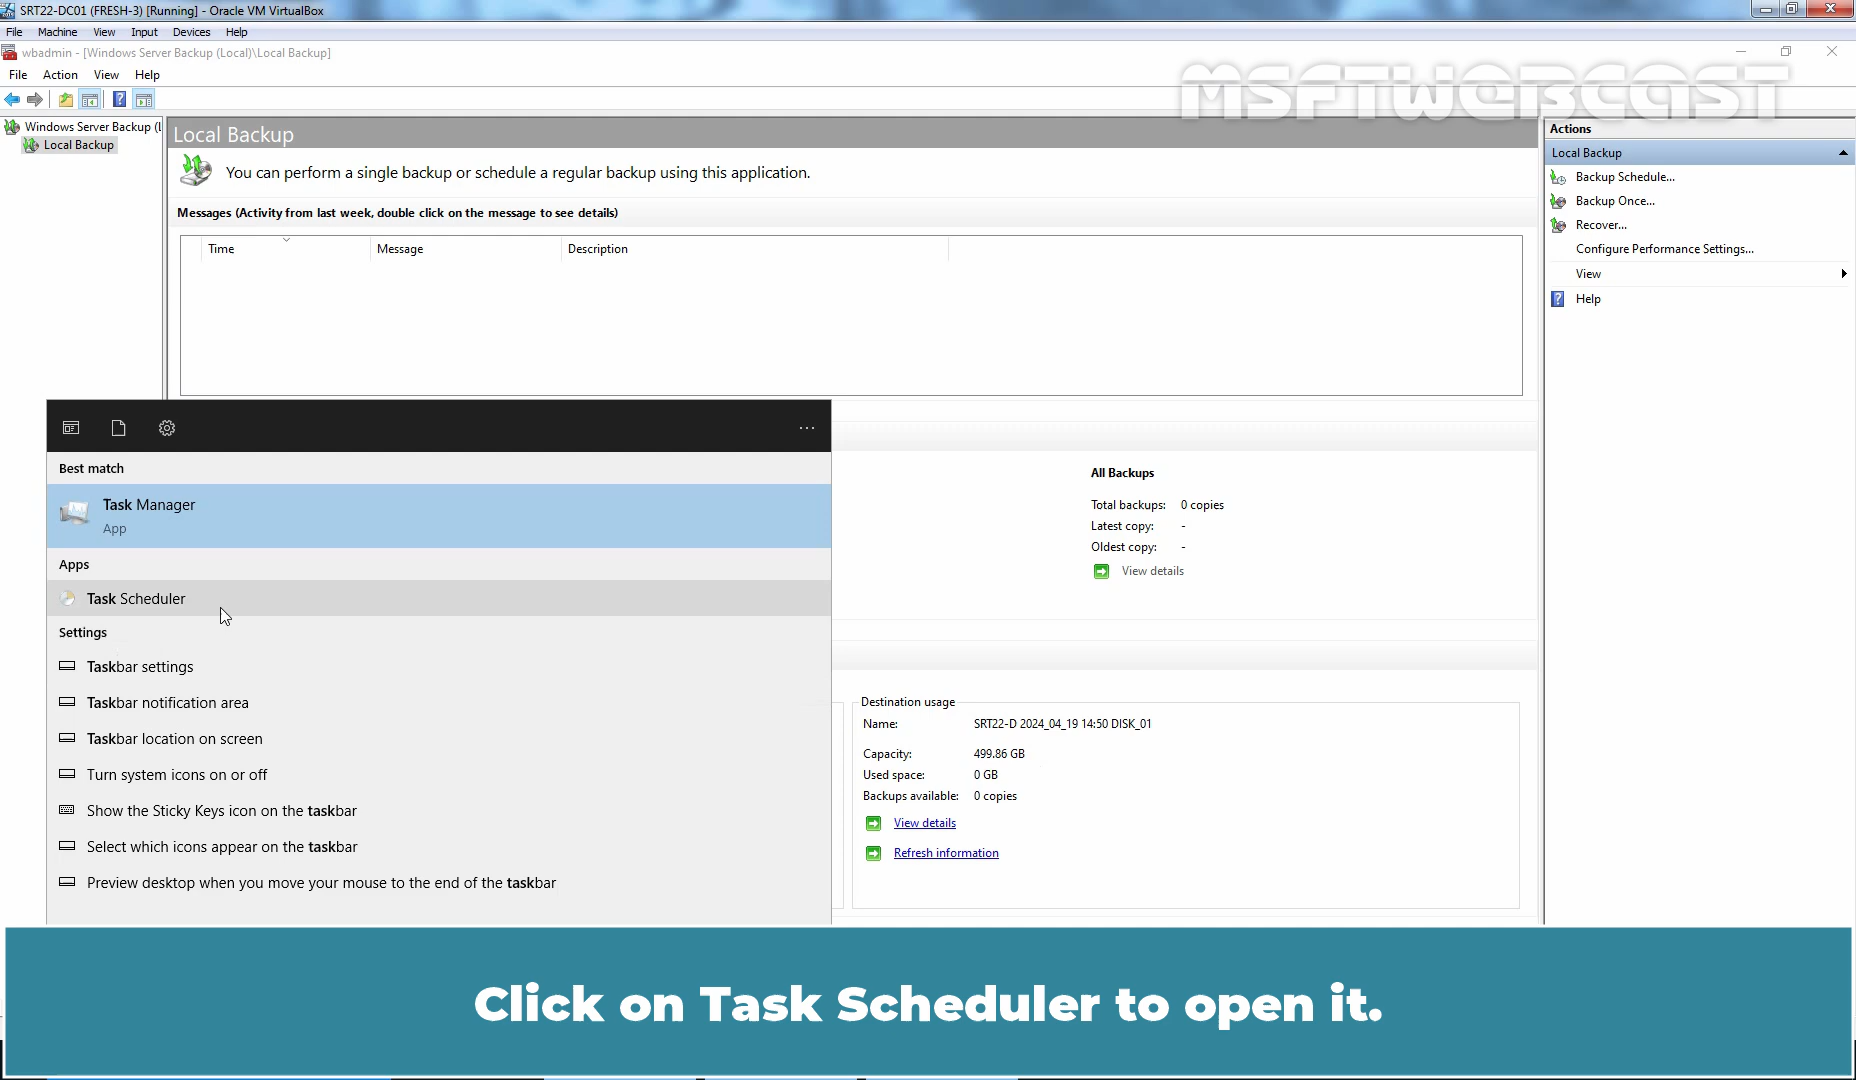 SRT22-DC01 (FRESH-3) [Running] - Oracle VM VirtualBox
File Machine View Input Devices Help
wbadmin - [Windows Server Backup (Local)\Local Backup]
File Action View Help
MSFTWEBCAST
Windows Server Backup (L
Local Backup
Local Backup
You can perform a single backup or schedule a regular backup using this application.
Messages (Activity from last week, double click on the message to see details)
Time Message Description
Actions
Local Backup
Backup Schedule...
Backup Once...
Recover...
Configure Performance Settings...
View
Help
Best match
Task Manager
App
Apps
Task Scheduler
Settings
Taskbar settings
Taskbar notification area
Taskbar location on screen
Turn system icons on or off
Show the Sticky Keys icon on the taskbar
Select which icons appear on the taskbar
Preview desktop when you move your mouse to the end of the taskbar
All Backups
Total backups: 0 copies
Latest copy: -
Oldest copy: -
View details
Destination usage
Name: SRT22-D 2024_04_19 14:50 DISK_01
Capacity: 499.86 GB
Used space: 0 GB
Backups available: 0 copies
View details
Refresh information
Click on Task Scheduler to open it.